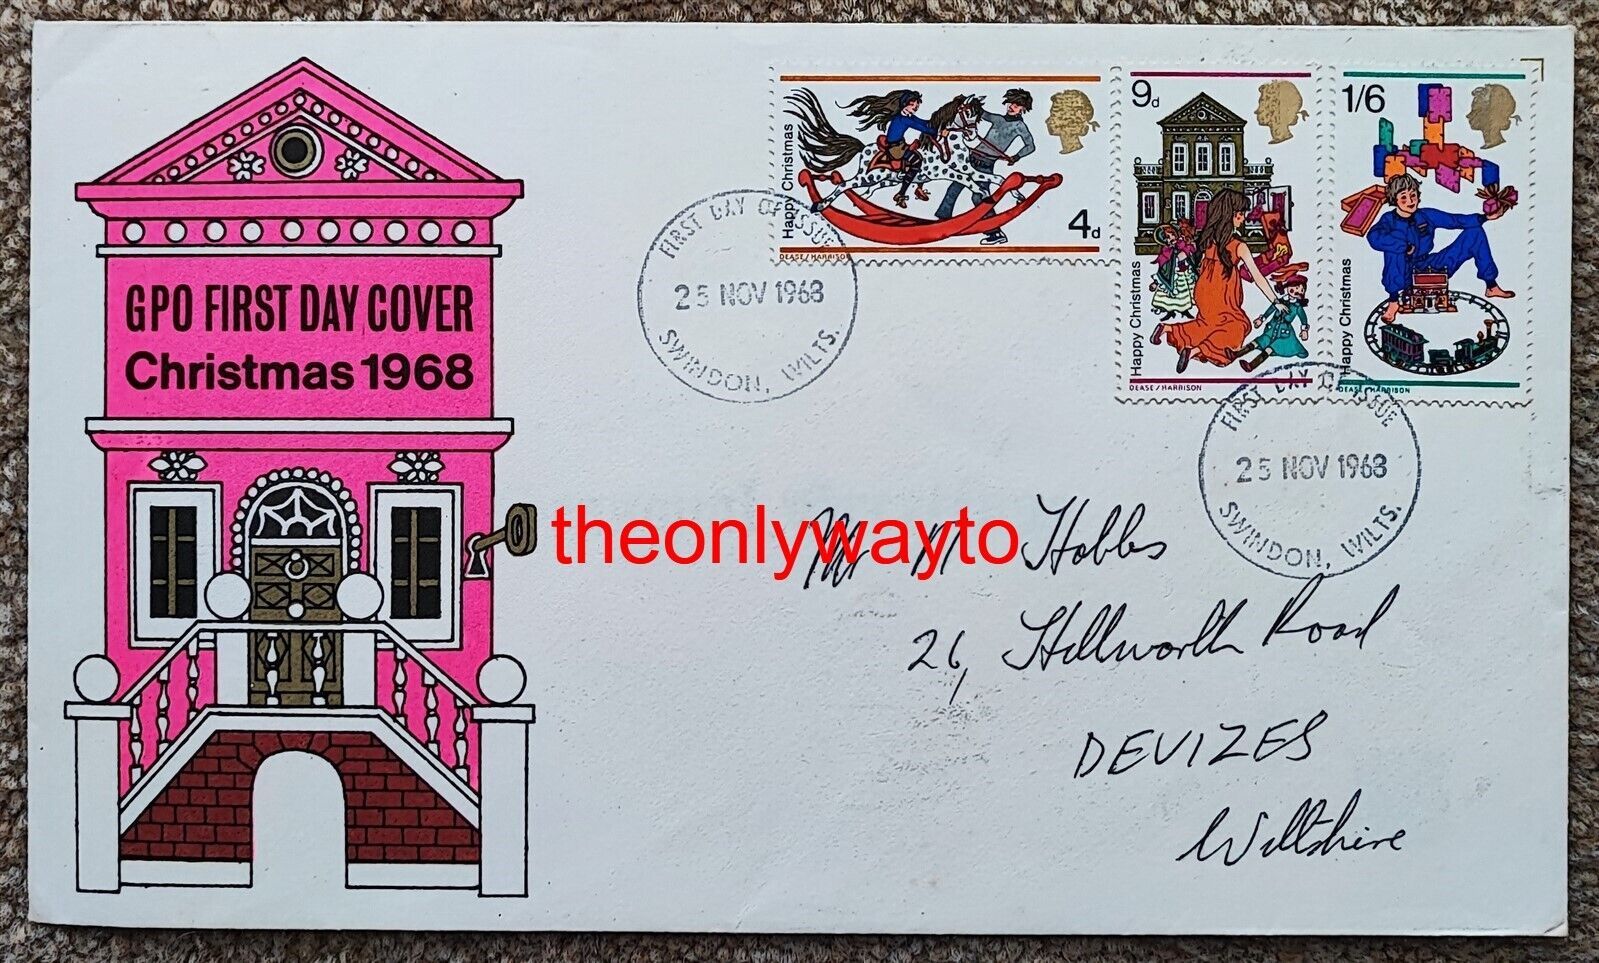 GPO FIRST DAY COVER
Christmas 1968
Happy Christmas
4d
DEASE/HARRISON
9d
Happy Christmas
DEASE/HARRISON
1/6
Happy Christmas
DEASE/HARRISON
FIRST DAY OF ISSUE
25 NOV 1968
SWINDON, WILTS.
FIRST DAY OF ISSUE
25 NOV 1968
SWINDON, WILTS.
theonlywayto
Mr M Hobbs
26, Hillworth Road
DEVIZES
Wiltshire